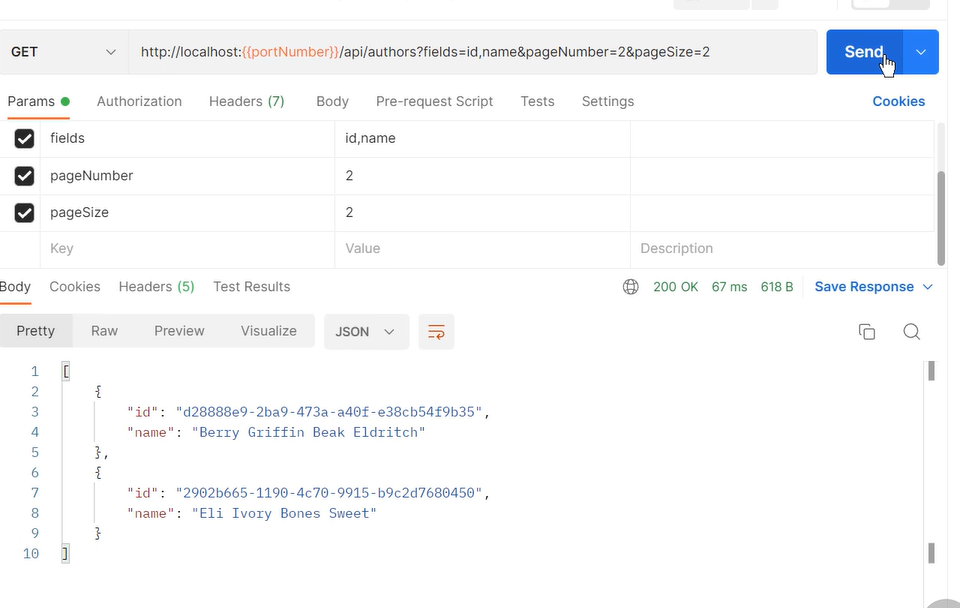 GET http://localhost:{{portNumber}}/api/authors?fields=id,name&pageNumber=2&pageSize=2 Send
Params Authorization Headers (7) Body Pre-request Script Tests Settings Cookies
fields id,name
pageNumber 2
pageSize 2
Key Value Description
Body Cookies Headers (5) Test Results 200 OK 67 ms 618 B Save Response
Pretty Raw Preview Visualize JSON
1 [
2 {
3 "id": "d28888e9-2ba9-473a-a40f-e38cb54f9b35",
4 "name": "Berry Griffin Beak Eldritch"
5 },
6 {
7 "id": "2902b665-1190-4c70-9915-b9c2d7680450",
8 "name": "Eli Ivory Bones Sweet"
9 }
10 ]